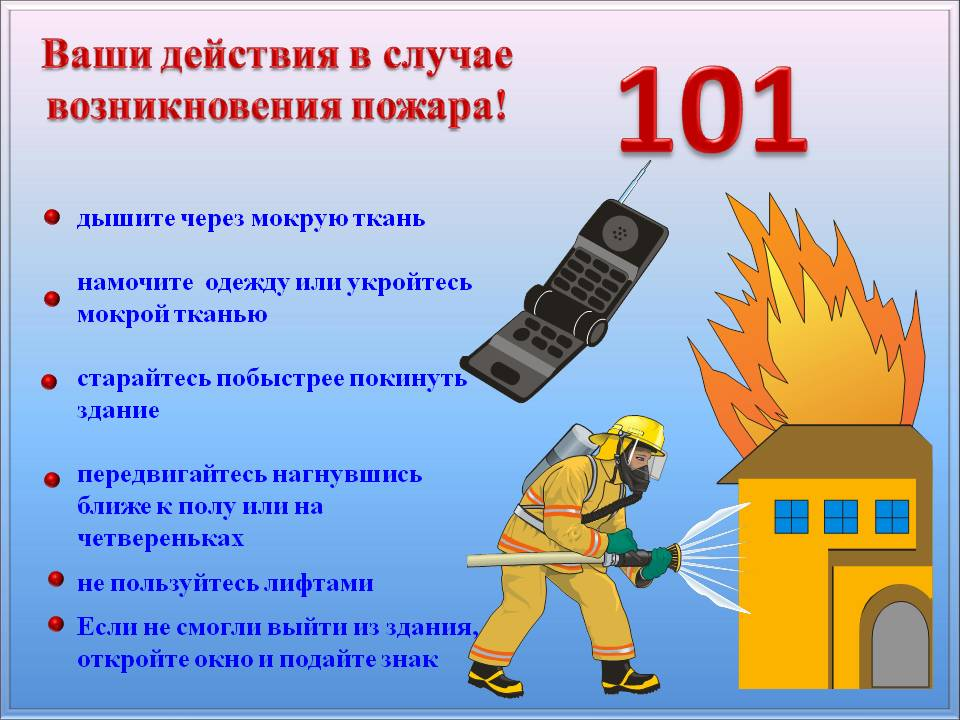 Ваши действия в случае
возникновения пожара!
101
дышите через мокрую ткань
намочите одежду или укройтесь
мокрой тканью
старайтесь побыстрее покинуть
здание
передвигайтесь нагнувшись
ближе к полу или на
четвереньках
не пользуйтесь лифтами
Если не смогли выйти из здания,
откройте окно и подайте знак